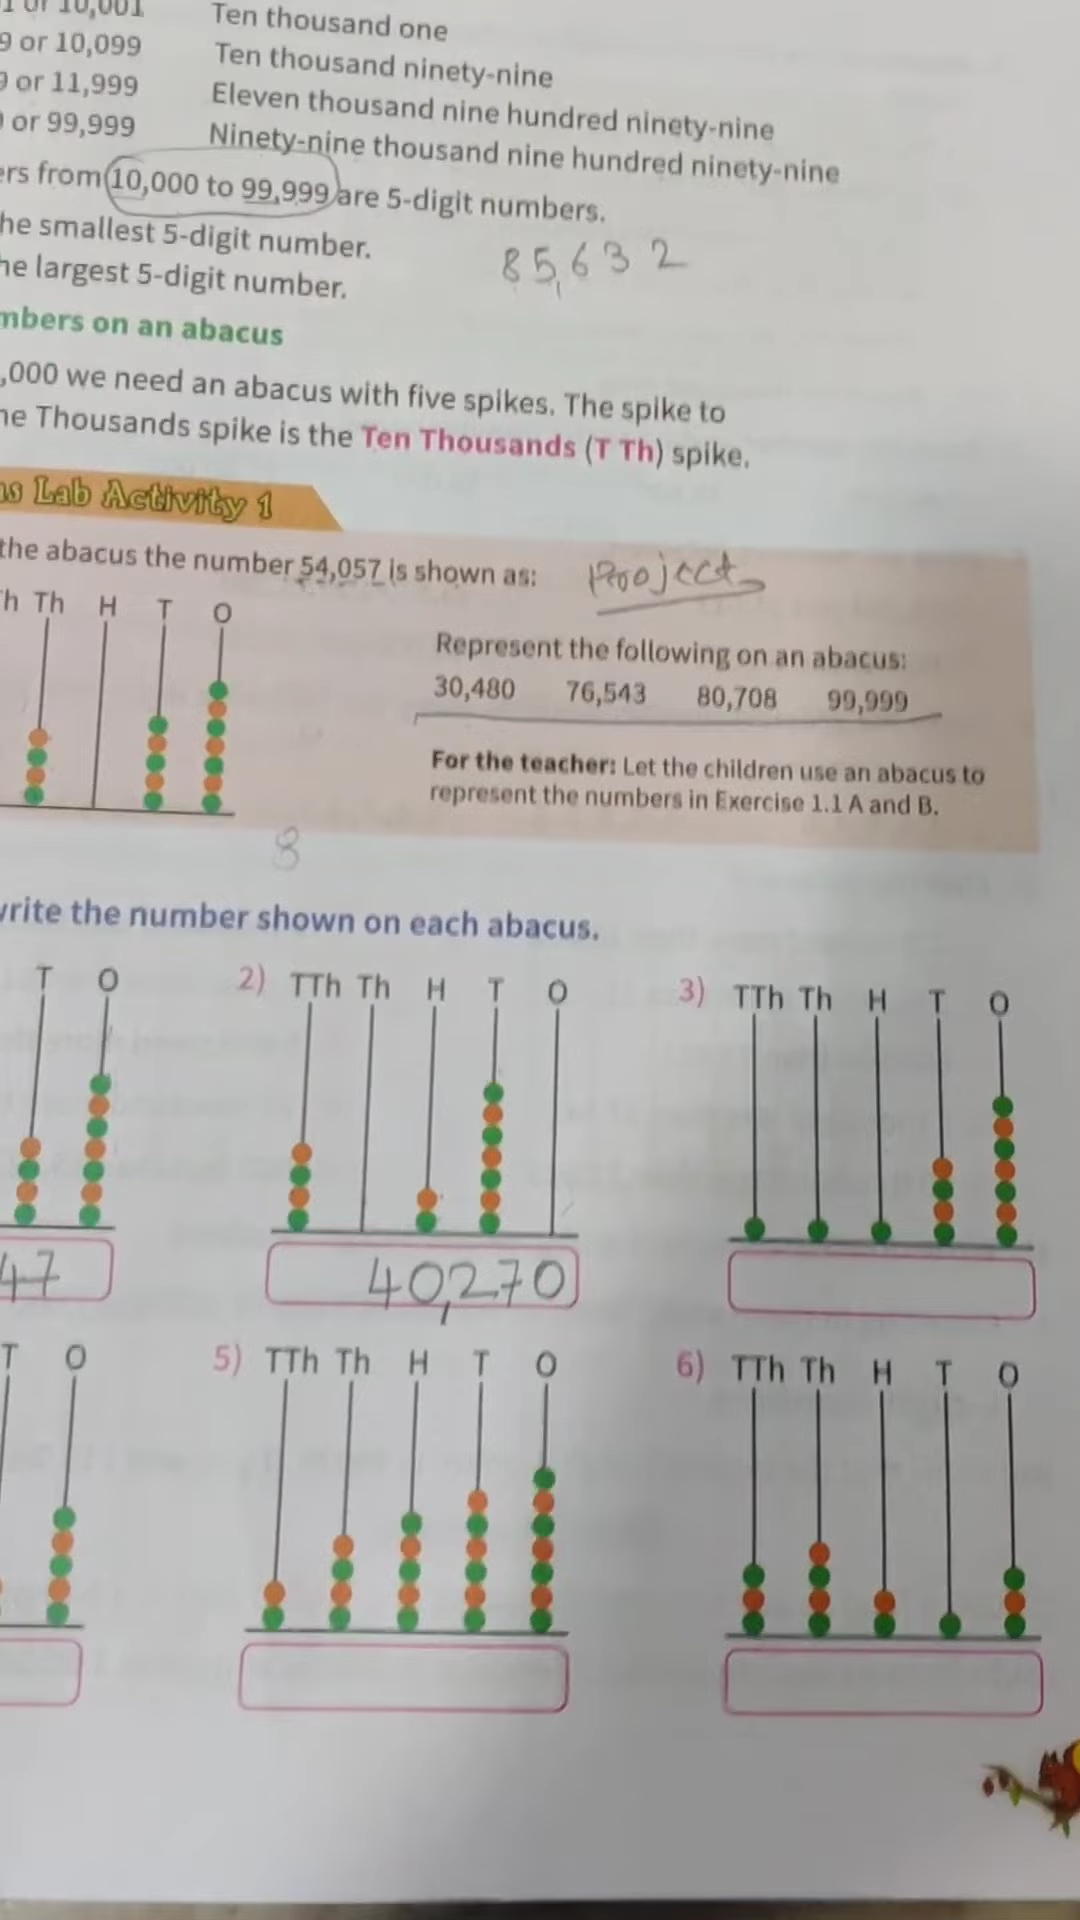 or 10,001 Ten thousand one
9 or 10,099 Ten thousand ninety-nine
9 or 11,999 Eleven thousand nine hundred ninety-nine
or 99,999 Ninety-nine thousand nine hundred ninety-nine
ers from 10,000 to 99,999 are 5-digit numbers.
he smallest 5-digit number.
85,632
he largest 5-digit number.
mbers on an abacus
,000 we need an abacus with five spikes. The spike to
he Thousands spike is the Ten Thousands (T Th) spike.
as Lab Activity 1
the abacus the number 54,057 is shown as: Project
h Th H T O
Represent the following on an abacus:
30,480 76,543 80,708 99,999
For the teacher: Let the children use an abacus to
represent the numbers in Exercise 1.1 A and B.
8
write the number shown on each abacus.
T O 2) TTh Th H T O 3) TTh Th H T O
47 40,270
T O 5) TTh Th H T O 6) TTh Th H T O